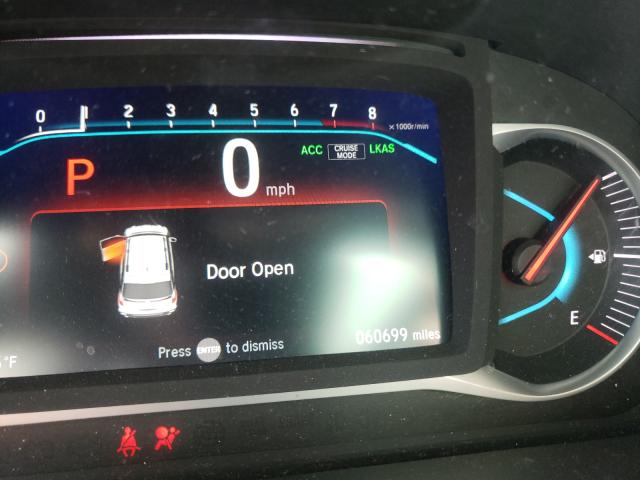 0 1 2 3 4 5 6 7 8
x1000r/min
P 0 mph
ACC CRUISE MODE LKAS
Door Open
E
060699 miles
Press ENTER to dismiss
°F